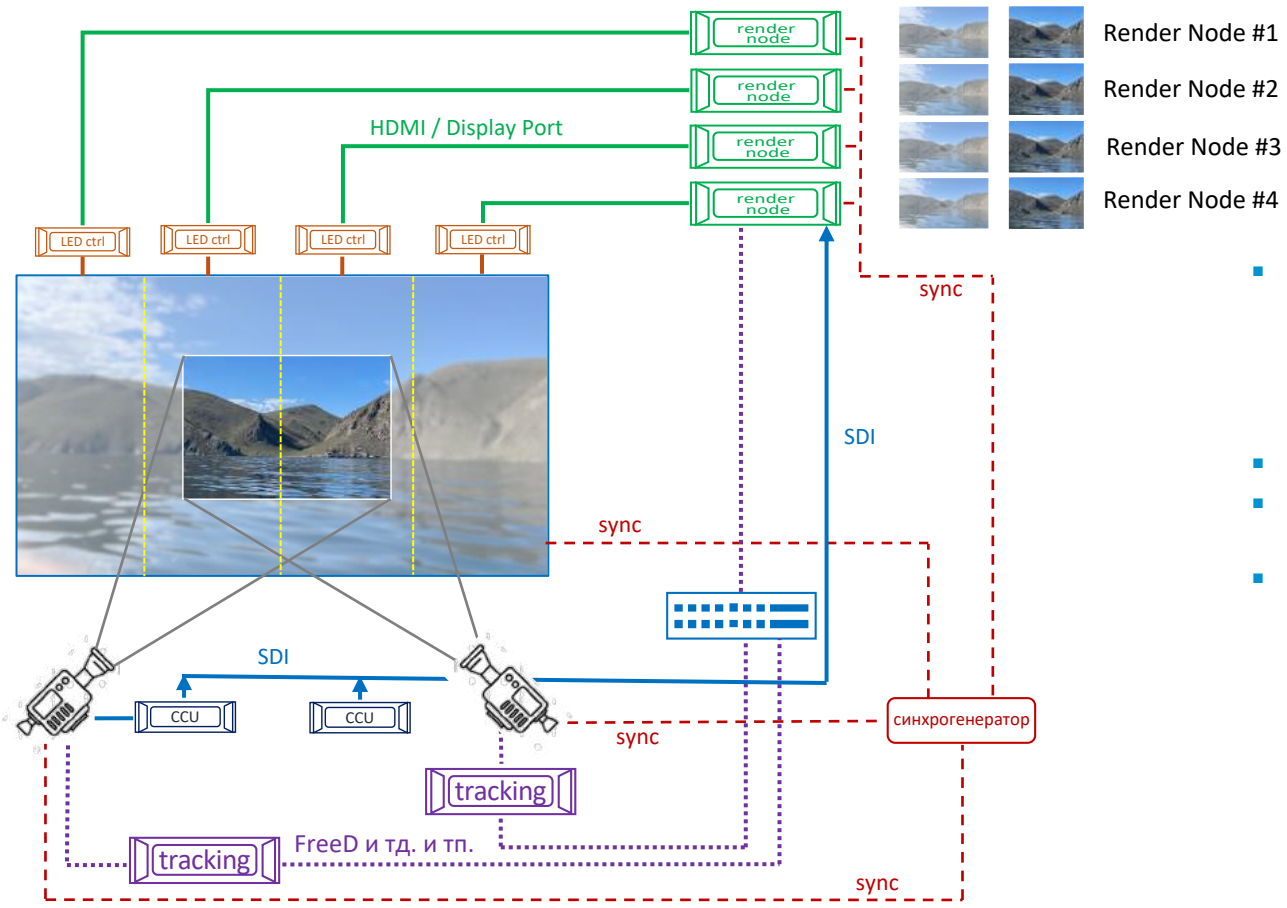 render
node
Render Node #1
render
node
Render Node #2
HDMI / Display Port
render
node
Render Node #3
render
node
Render Node #4
LED ctrl
LED ctrl
LED ctrl
LED ctrl
sync
SDI
sync
SDI
CCU
CCU
синхрогенератор
sync
tracking
FreeD и тд. и тп.
tracking
sync